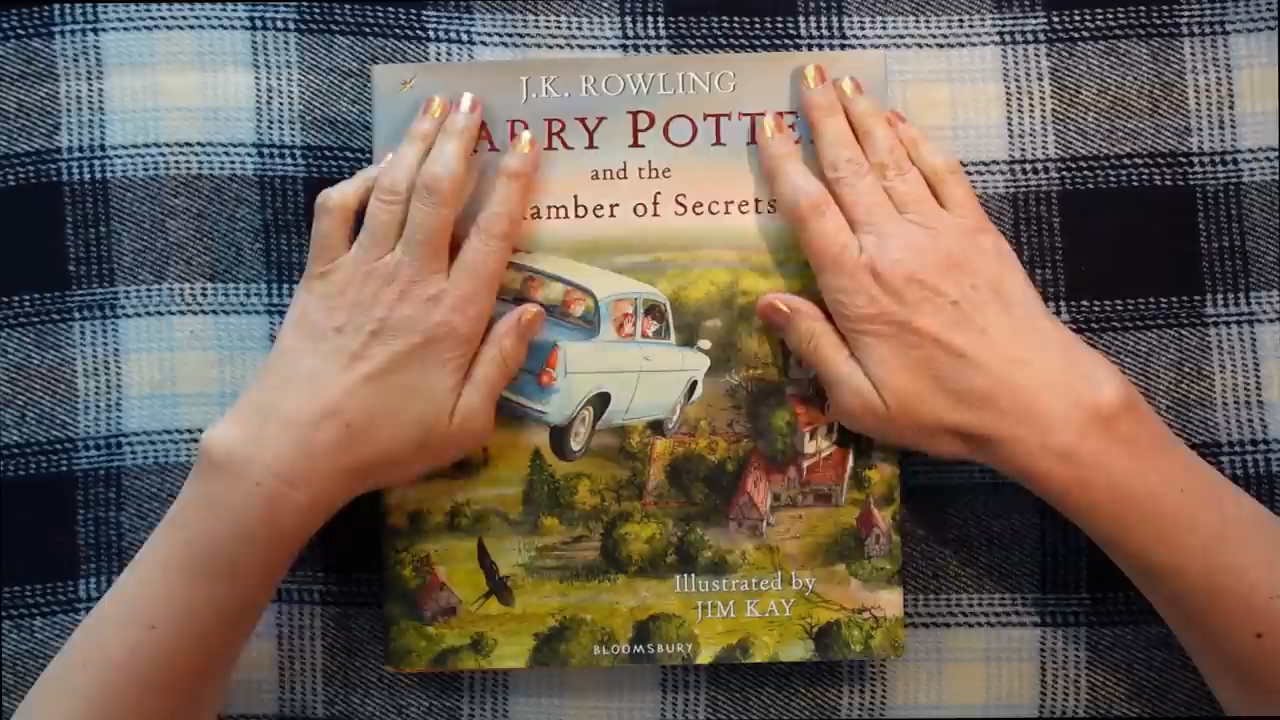 J.K. ROWLING
ARRY POTTE
and the
amber of Secrets
Illustrated by
JIM KAY
BLOOMSBURY